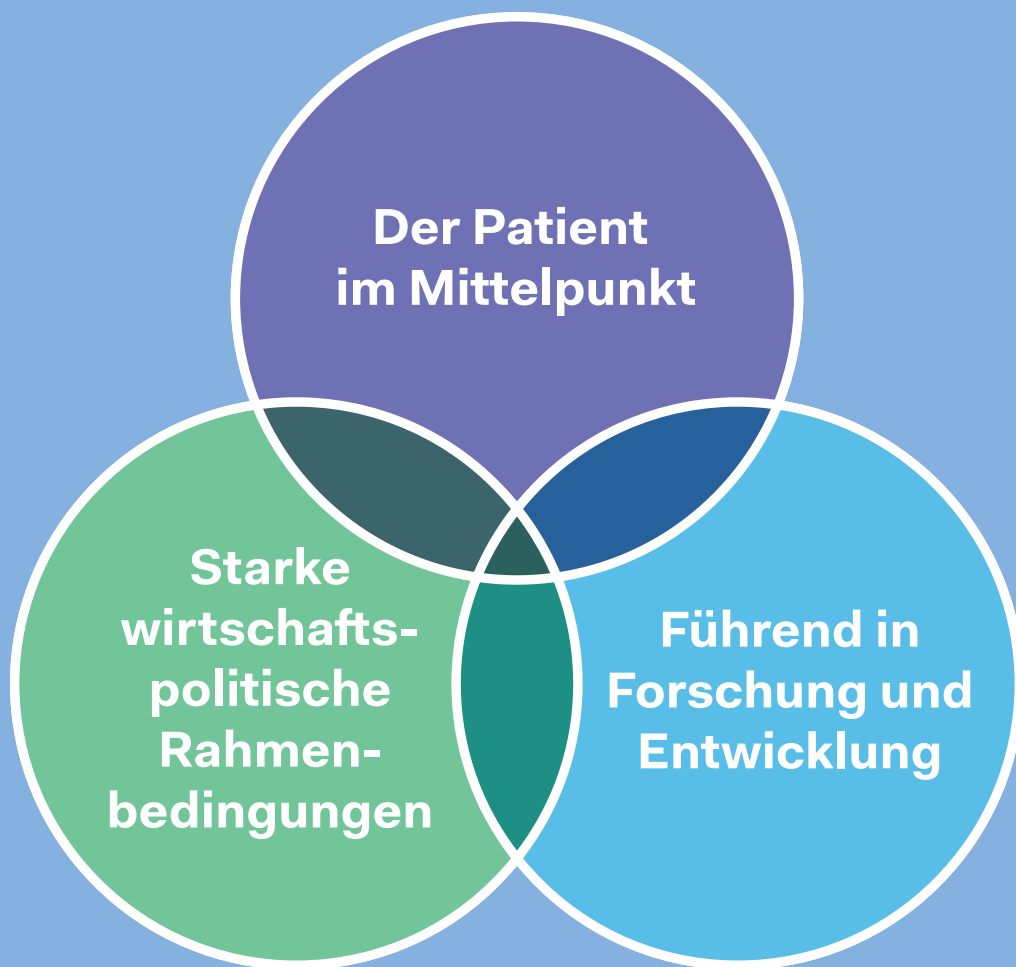 Der Patient
im Mittelpunkt
Starke
wirtschafts-
politische
Rahmen-
bedingungen
Führend in
Forschung und
Entwicklung